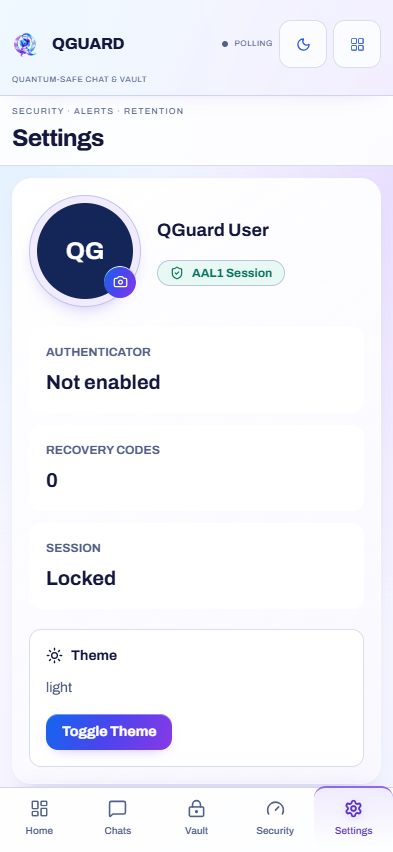 QGUARD
POLLING
QUANTUM-SAFE CHAT & VAULT
SECURITY · ALERTS · RETENTION
Settings
QG
QGuard User
AAL1 Session
AUTHENTICATOR
Not enabled
RECOVERY CODES
0
SESSION
Locked
Theme
light
Toggle Theme
Home
Chats
Vault
Security
Settings